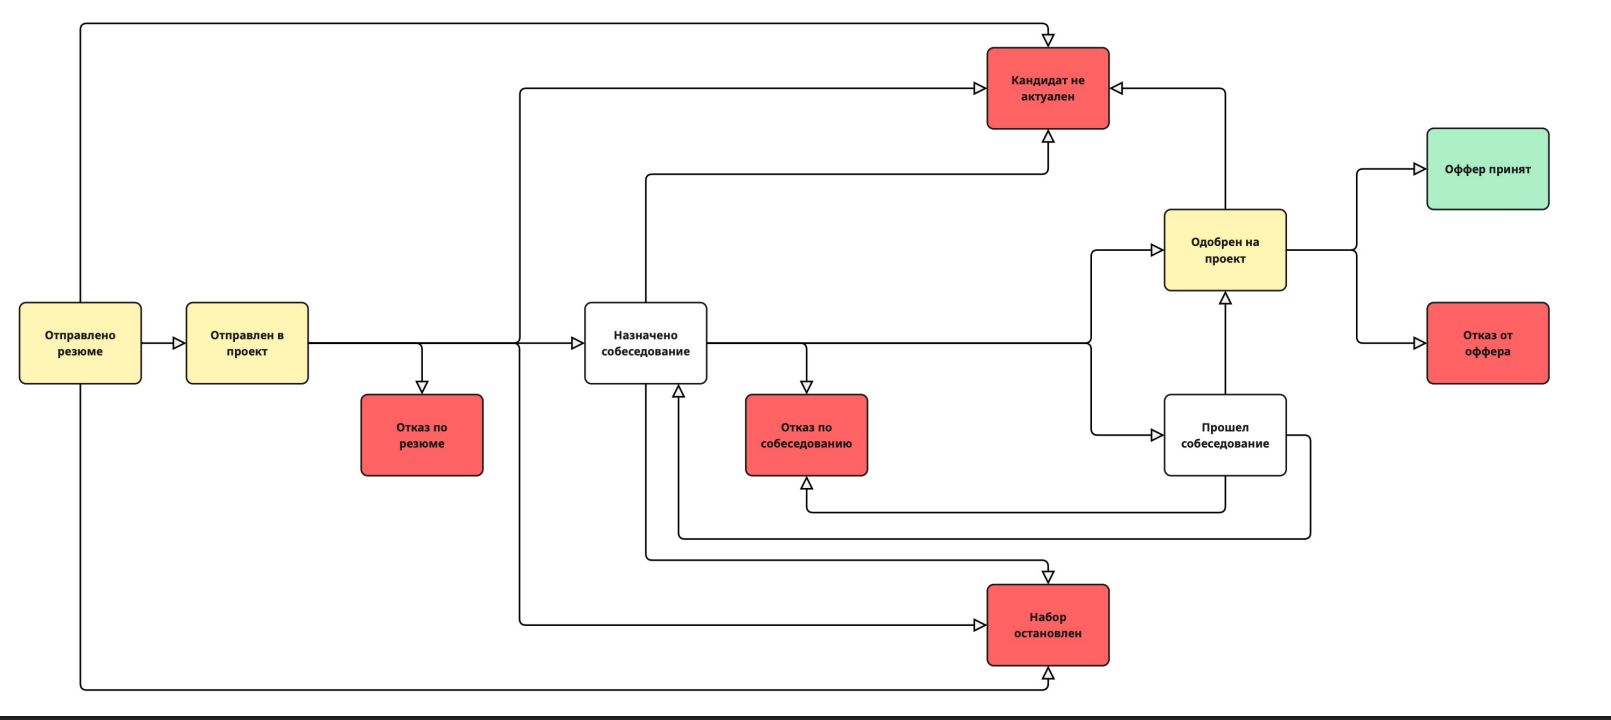 Кандидат не
актуален
Оффер принят
Одобрен на
проект
Отправлено
резюме
Отправлен в
проект
Назначено
собеседование
Отказ от
оффера
Отказ по
резюме
Отказ по
собеседованию
Прошел
собеседование
Набор
остановлен